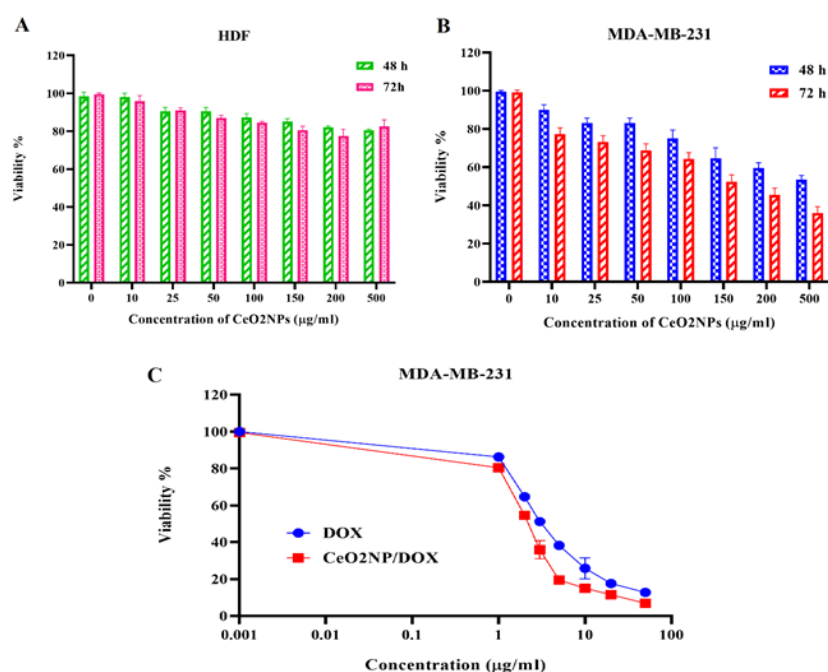 A
HDF
48 h
72h
Viability %
120
100
80
60
40
20
0
0 10 25 50 100 150 200 500
Concentration of CeO2NPs (µg/ml)
B
MDA-MB-231
48 h
72 h
Viability %
120
100
80
60
40
20
0
0 10 25 50 100 150 200 500
Concentration of CeO2NPs (µg/ml)
C
MDA-MB-231
Viability %
120
100
80
60
40
20
0
DOX
CeO2NP/DOX
0.001 0.01 0.1 1 10 100
Concentration (µg/ml)